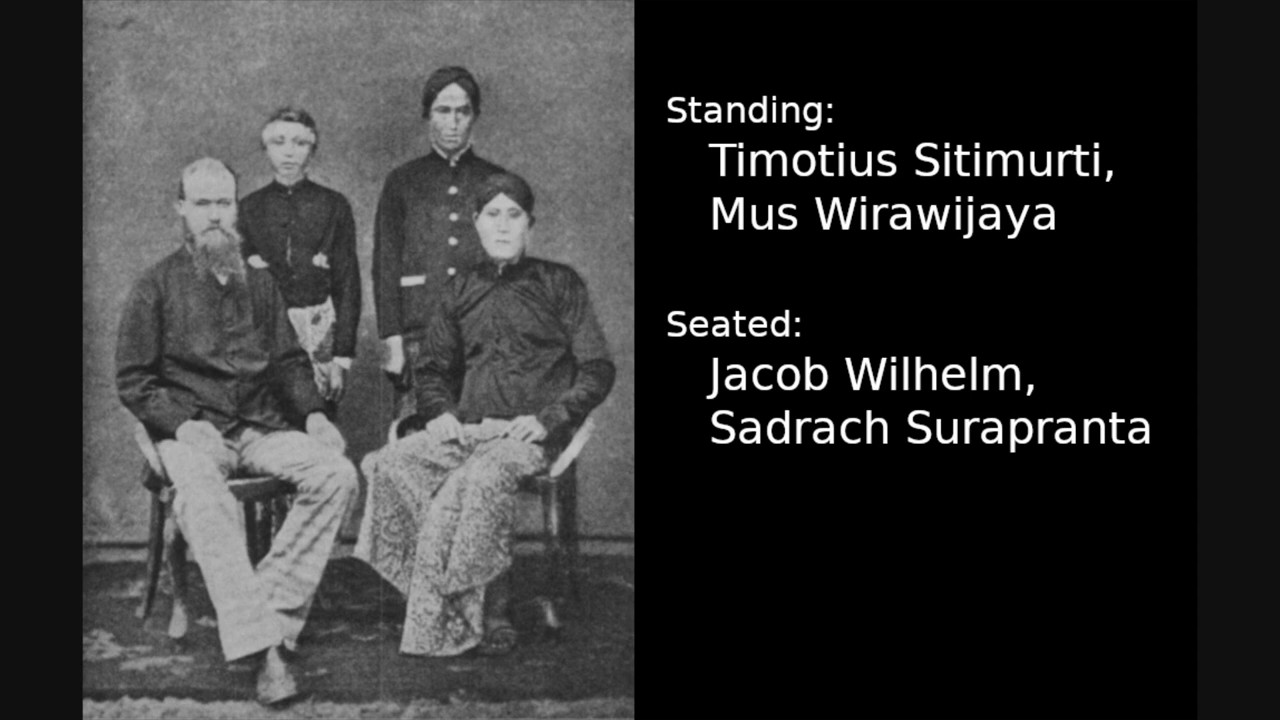 Standing:
Timotius Sitimurti,
Mus Wirawijaya
Seated:
Jacob Wilhelm,
Sadrach Surapranta